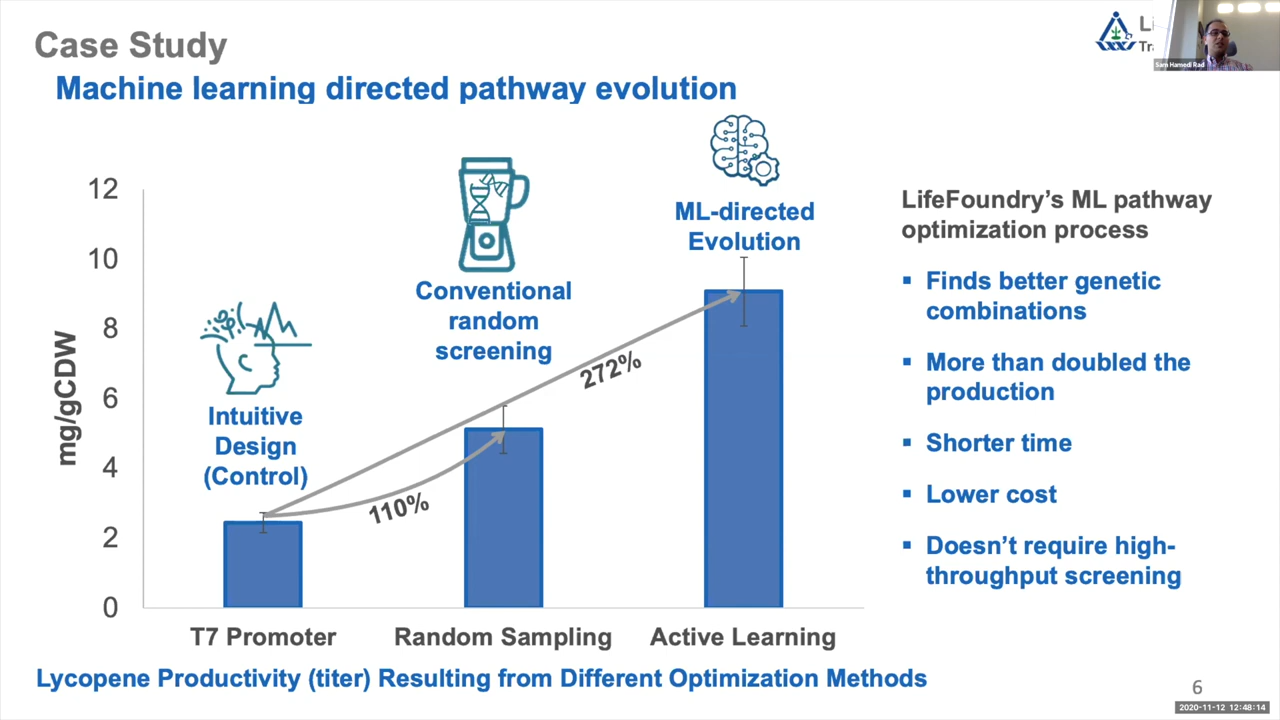 Case Study
Machine learning directed pathway evolution
Sam Hamedi Rad
12
10
8
6
4
2
0
mg/gCDW
Intuitive
Design
(Control)
Conventional
random
screening
ML-directed
Evolution
110%
272%
T7 Promoter
Random Sampling
Active Learning
Lycopene Productivity (titer) Resulting from Different Optimization Methods
LifeFoundry’s ML pathway
optimization process
▪ Finds better genetic
combinations
▪ More than doubled the
production
▪ Shorter time
▪ Lower cost
▪ Doesn’t require high-
throughput screening
6
2020-11-12 12:48:14